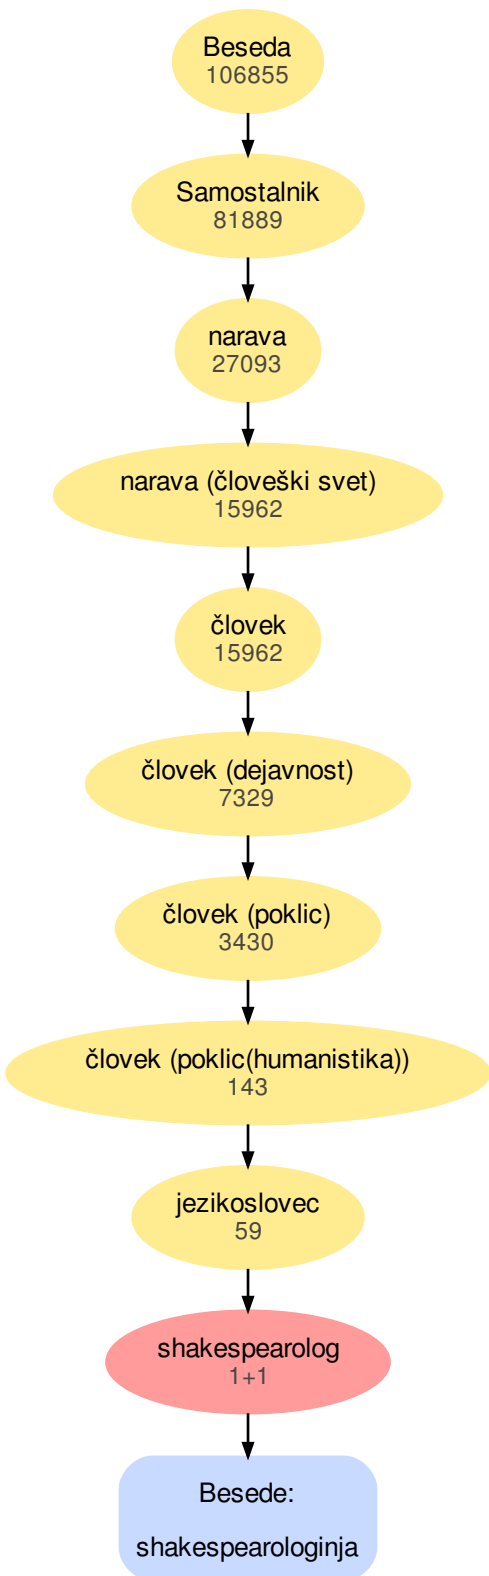 Beseda
106855
Samostalnik
81889
narava
27093
narava (človeški svet)
15962
človek
15962
človek (dejavnost)
7329
človek (poklic)
3430
človek (poklic(humanistika))
143
jezikoslovec
59
shakespearolog
1+1
Besede:
shakespearologinja